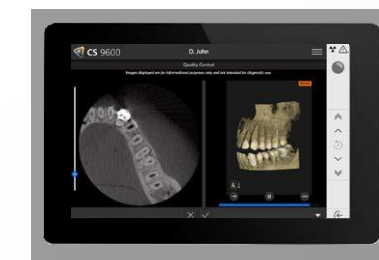 CS 9600
D. John
Quality Control
Images displayed are for informational purposes only and not intended for diagnostic use